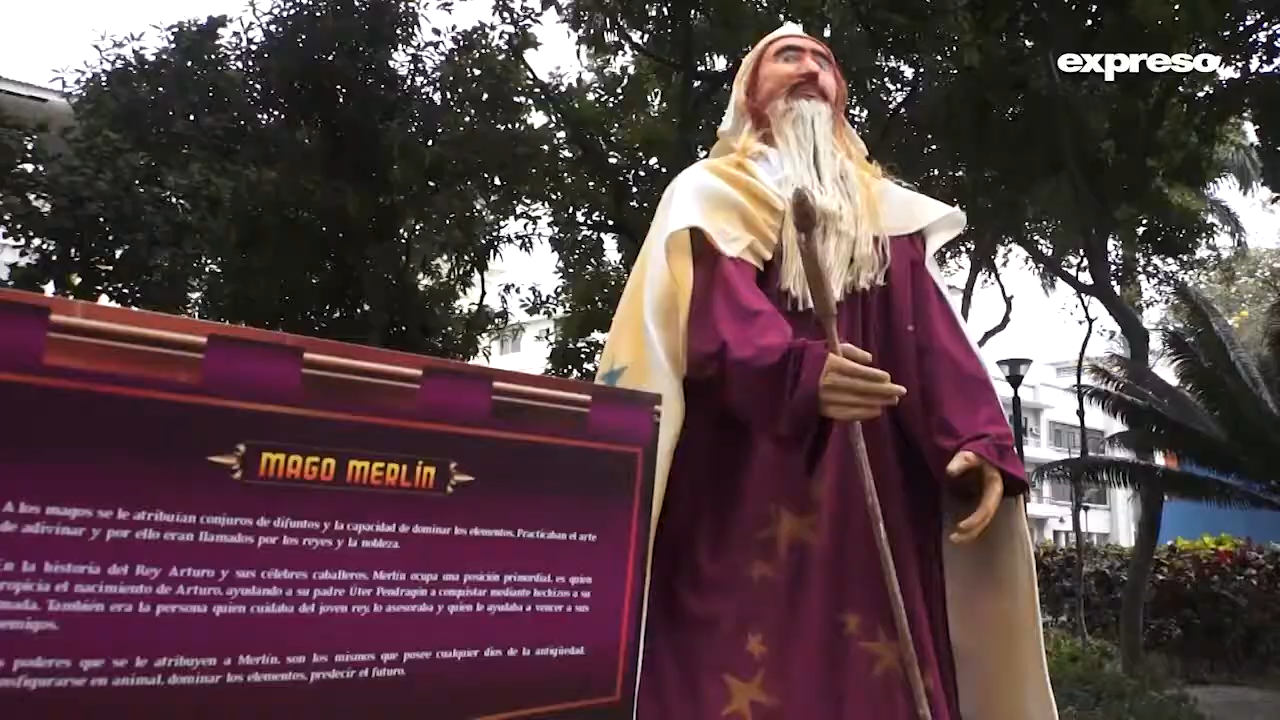 expreso
MAGO MERLÍN
A los magos se le atribuían conjuros de difuntos y la capacidad de dominar los elementos. Practicaban el arte
de adivinar y por ello eran llamados por los reyes y la nobleza.
En la historia del Rey Arturo y sus célebres caballeros, Merlín ocupa una posición primordial, es quien
ropicia el nacimiento de Arturo, ayudando a su padre Úter Pendragón a conquistar mediante hechizos a su
mada. También era la persona quien cuidaba del joven rey, lo asesoraba y quien le ayudaba a vencer a sus
emigos.
s poderes que se le atribuyen a Merlín, son los mismos que posee cualquier dios de la antigüedad,
nsfigurarse en animal, dominar los elementos, predecir el futuro.